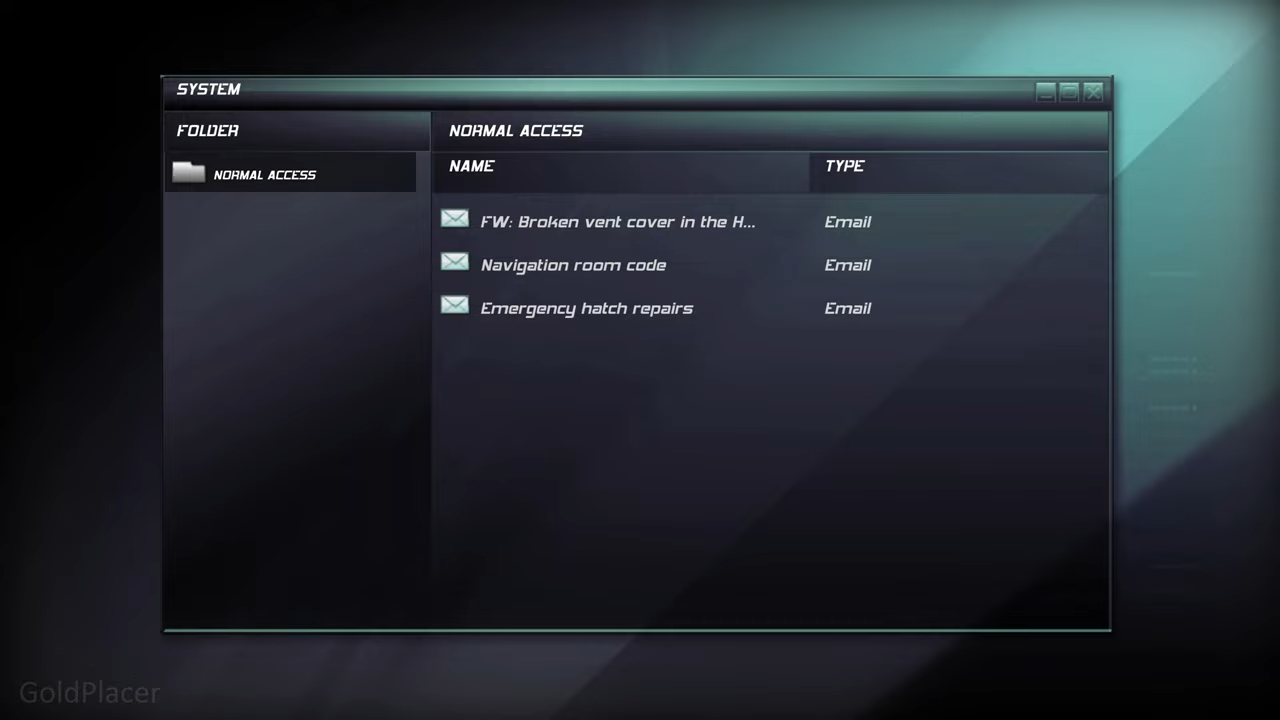 SYSTEM
FOLDER
NORMAL ACCESS
NORMAL ACCESS
NAME TYPE
FW: Broken vent cover in the H... Email
Navigation room code Email
Emergency hatch repairs Email
GoldPlacer